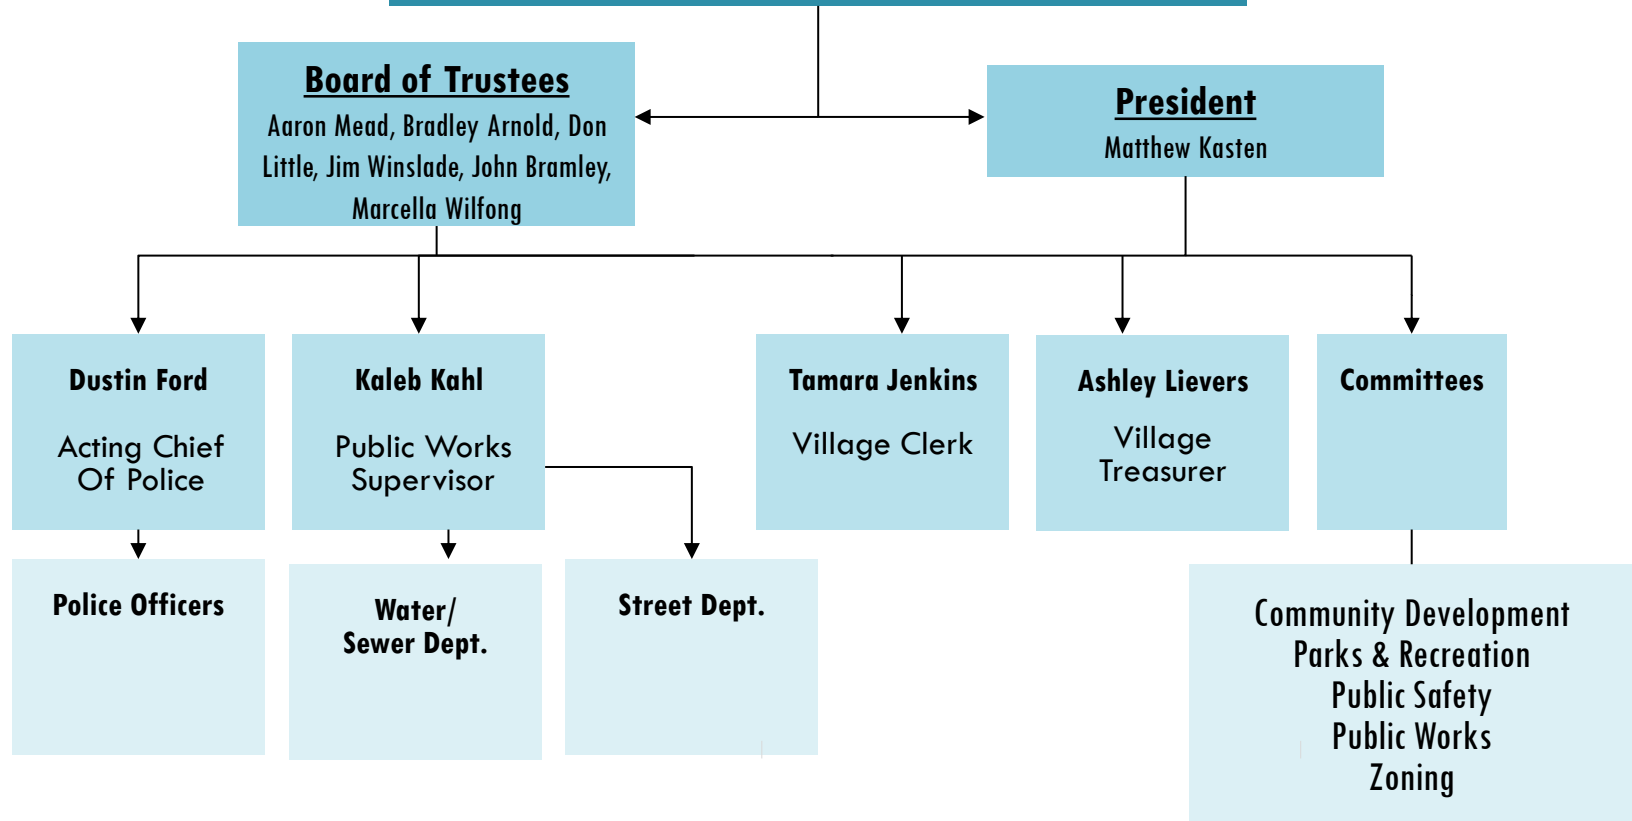 Board of Trustees
Aaron Mead, Bradley Arnold, Don
Little, Jim Winslade, John Bramley,
Marcella Wilfong
President
Matthew Kasten
Dustin Ford
Acting Chief
Of Police
Kaleb Kahl
Public Works
Supervisor
Tamara Jenkins
Village Clerk
Ashley Lievers
Village
Treasurer
Committees
Police Officers
Water/
Sewer Dept.
Street Dept.
Community Development
Parks & Recreation
Public Safety
Public Works
Zoning